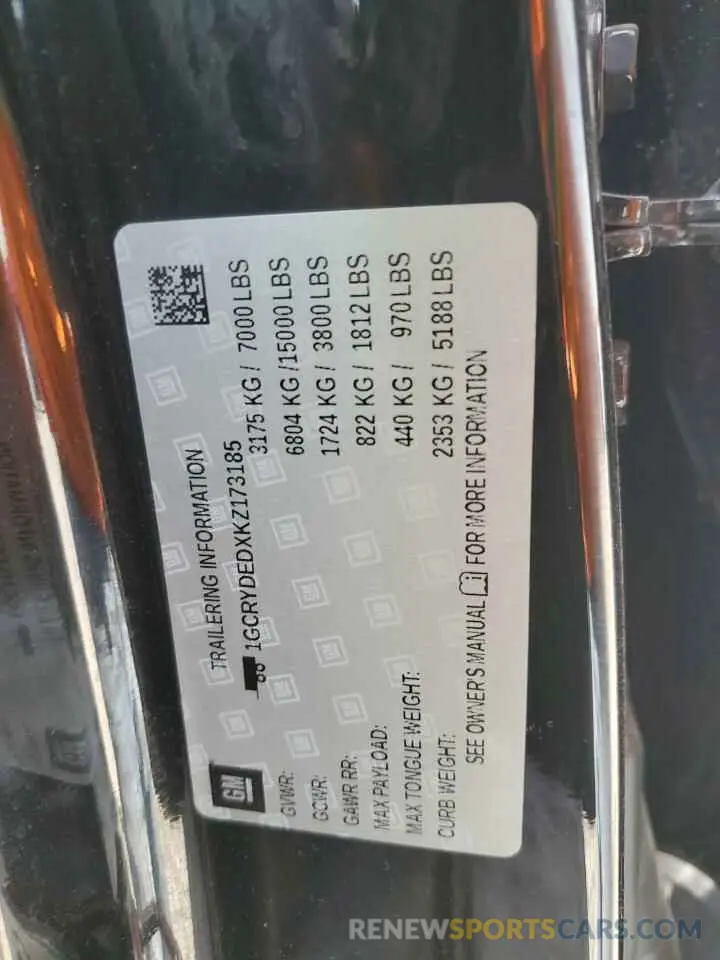 GM
TRAILERING INFORMATION
1GCRYDEDXKZ173185
GVWR: 3175 KG / 7000 LBS
GCWR: 6804 KG / 15000 LBS
GAWR RR: 1724 KG / 3800 LBS
MAX PAYLOAD: 822 KG / 1812 LBS
MAX TONGUE WEIGHT: 440 KG / 970 LBS
CURB WEIGHT: 2353 KG / 5188 LBS
SEE OWNER'S MANUAL FOR MORE INFORMATION
RENEWSPORTSCARS.COM